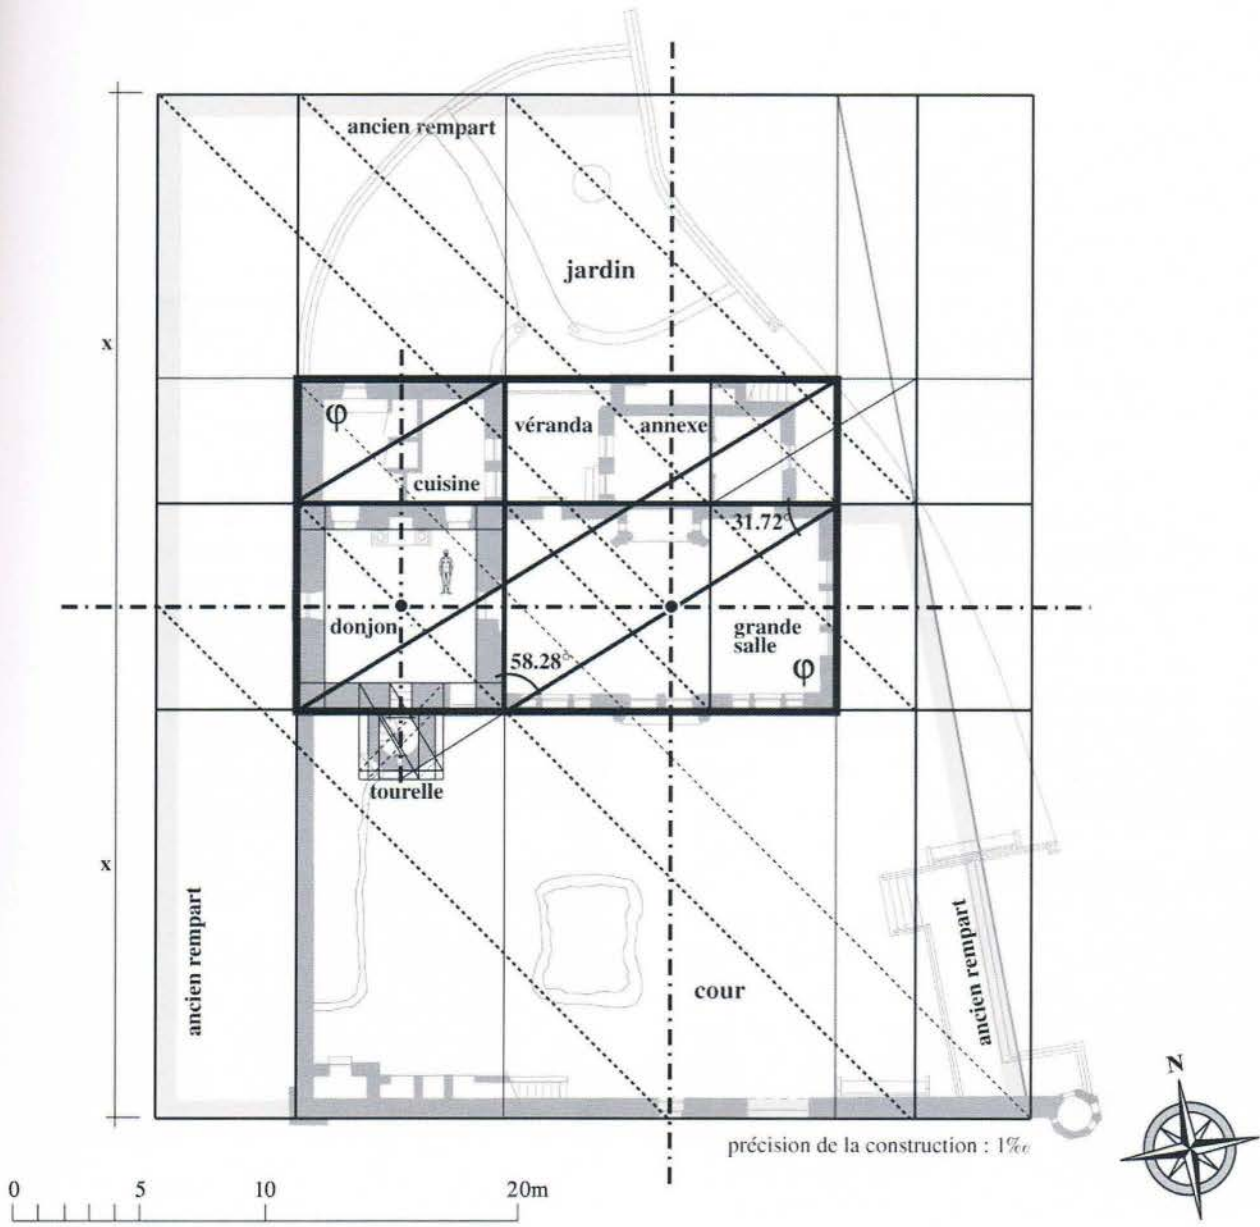 ancien rempart
jardin
x
φ
véranda
annexe
cuisine
31.72°
donjon
grande
salle
58.28°
φ
tourelle
x
ancien rempart
cour
ancien rempart
N
précision de la construction : 1‰
0 5 10 20m